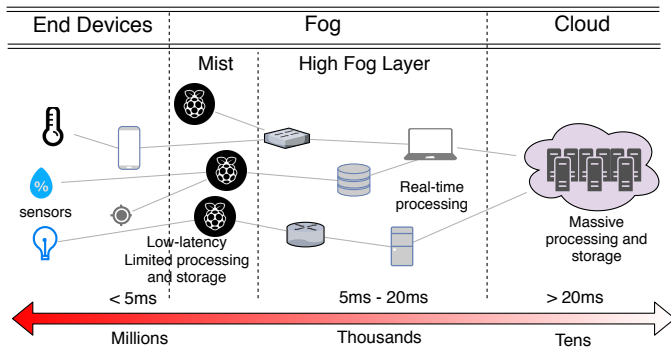 End Devices
Fog
Cloud
Mist
High Fog Layer
%
sensors
Low-latency
Limited processing
and storage
Real-time
processing
Massive
processing and
storage
< 5ms
5ms - 20ms
> 20ms
Millions
Thousands
Tens